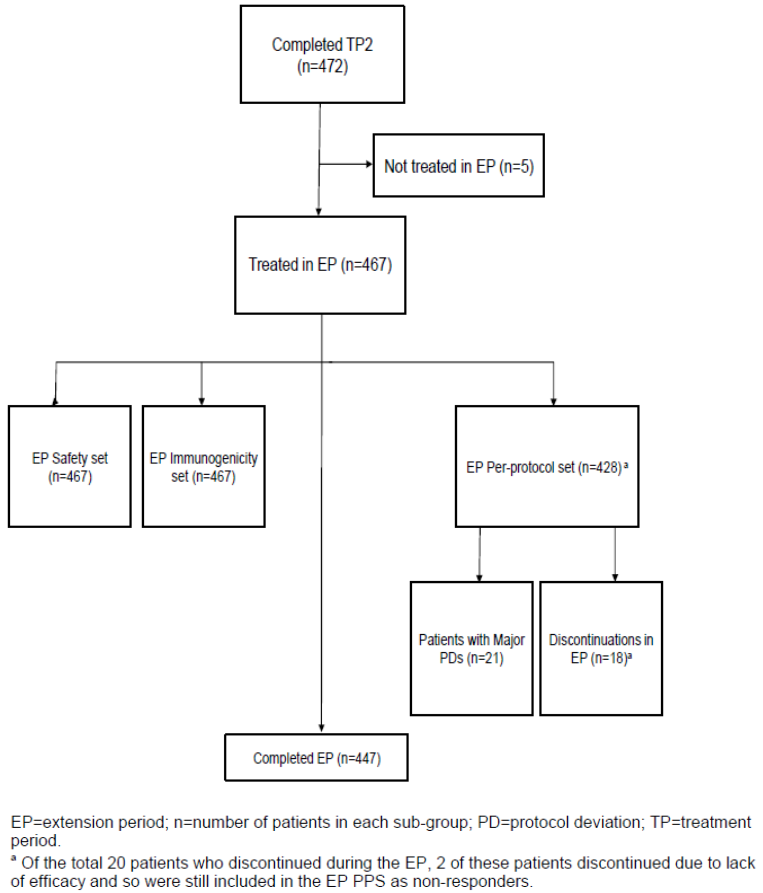 Completed TP2
(n=472)
Not treated in EP (n=5)
Treated in EP (n=467)
EP Safety set
(n=467)
EP Immunogenicity
set (n=467)
EP Per-protocol set (n=428) a
Patients with Major
PDs (n=21)
Discontinuations in
EP (n=18)a
Completed EP (n=447)
EP=extension period; n=number of patients in each sub-group; PD=protocol deviation; TP=treatment
period.
a Of the total 20 patients who discontinued during the EP, 2 of these patients discontinued due to lack
of efficacy and so were still included in the EP PPS as non-responders.